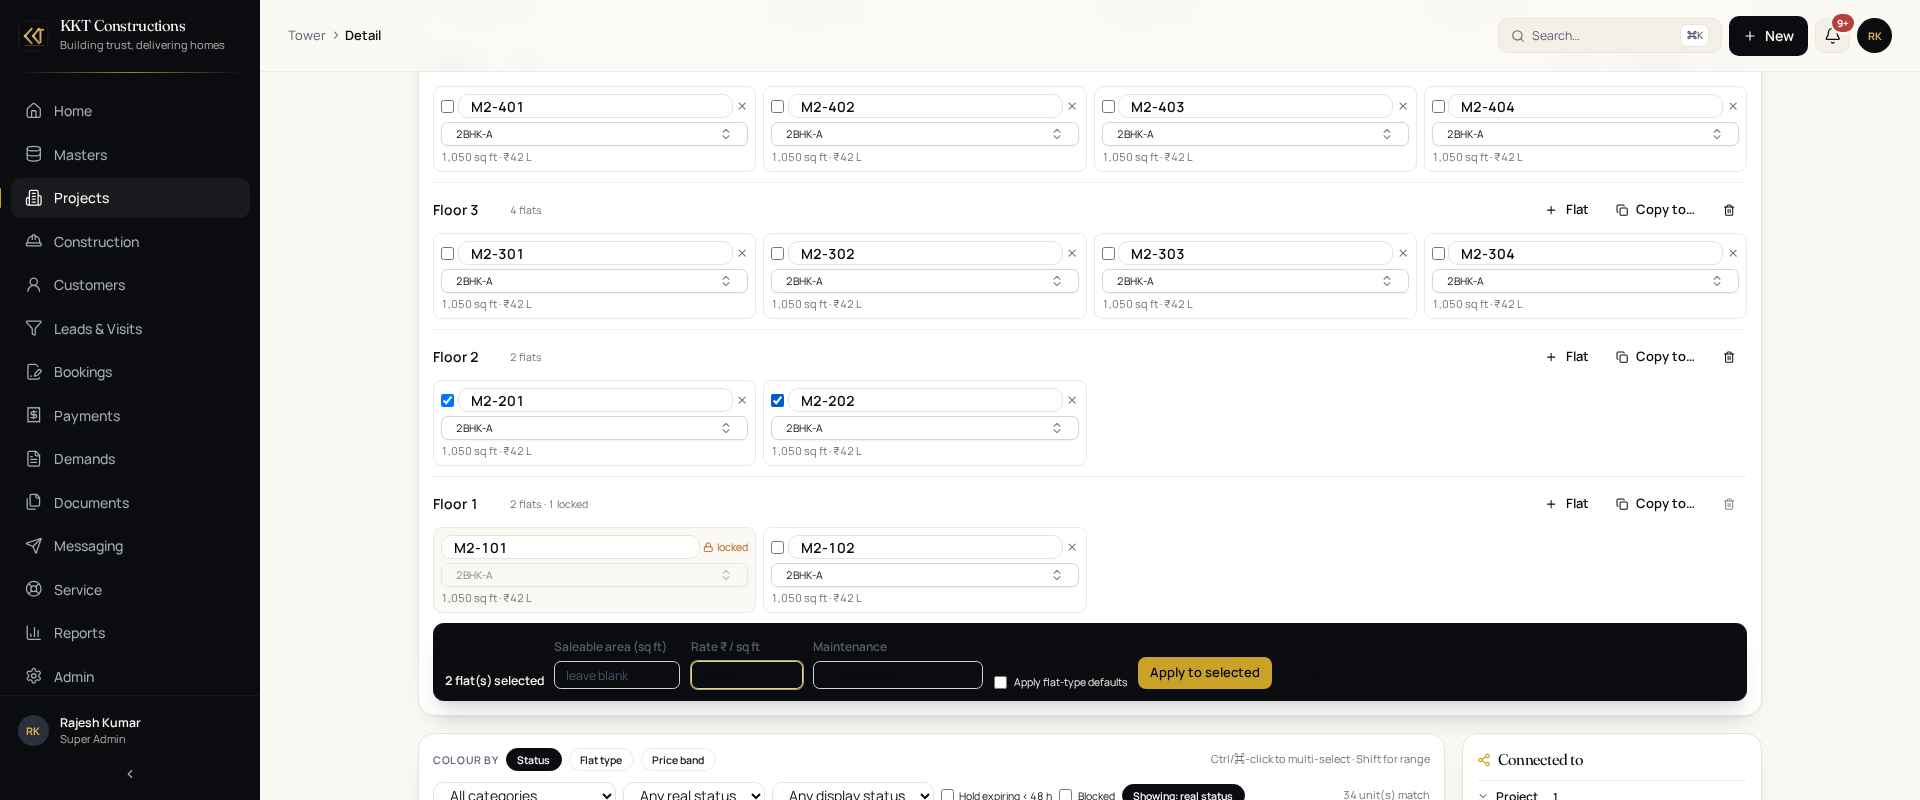 KKT Constructions
Building trust, delivering homes
Home
Masters
Projects
Construction
Customers
Leads & Visits
Bookings
Payments
Demands
Documents
Messaging
Service
Reports
Admin
RK
Rajesh Kumar
Super Admin
Tower > Detail
Search... ⌘K
+ New
9+
RK
M2-401 M2-402 M2-403 M2-404
2BHK-A 2BHK-A 2BHK-A 2BHK-A
1,050 sq ft · ₹42 L 1,050 sq ft · ₹42 L 1,050 sq ft · ₹42 L 1,050 sq ft · ₹42 L
Floor 3 4 flats + Flat Copy to...
M2-301 M2-302 M2-303 M2-304
2BHK-A 2BHK-A 2BHK-A 2BHK-A
1,050 sq ft · ₹42 L 1,050 sq ft · ₹42 L 1,050 sq ft · ₹42 L 1,050 sq ft · ₹42 L
Floor 2 2 flats + Flat Copy to...
M2-201 M2-202
2BHK-A 2BHK-A
1,050 sq ft · ₹42 L 1,050 sq ft · ₹42 L
Floor 1 2 flats · 1 locked + Flat Copy to...
M2-101 locked M2-102
2BHK-A 2BHK-A
1,050 sq ft · ₹42 L 1,050 sq ft · ₹42 L
Saleable area (sq ft) Rate ₹ / sq ft Maintenance
2 flat(s) selected leave blank Apply flat-type defaults Apply to selected
COLOUR BY Status Flat type Price band Ctrl/⌘-click to multi-select · Shift for range
All categories Any real status Any display status Hold expiring < 48 h Blocked Showing: real status 34 unit(s) match
Connected to
Project 1